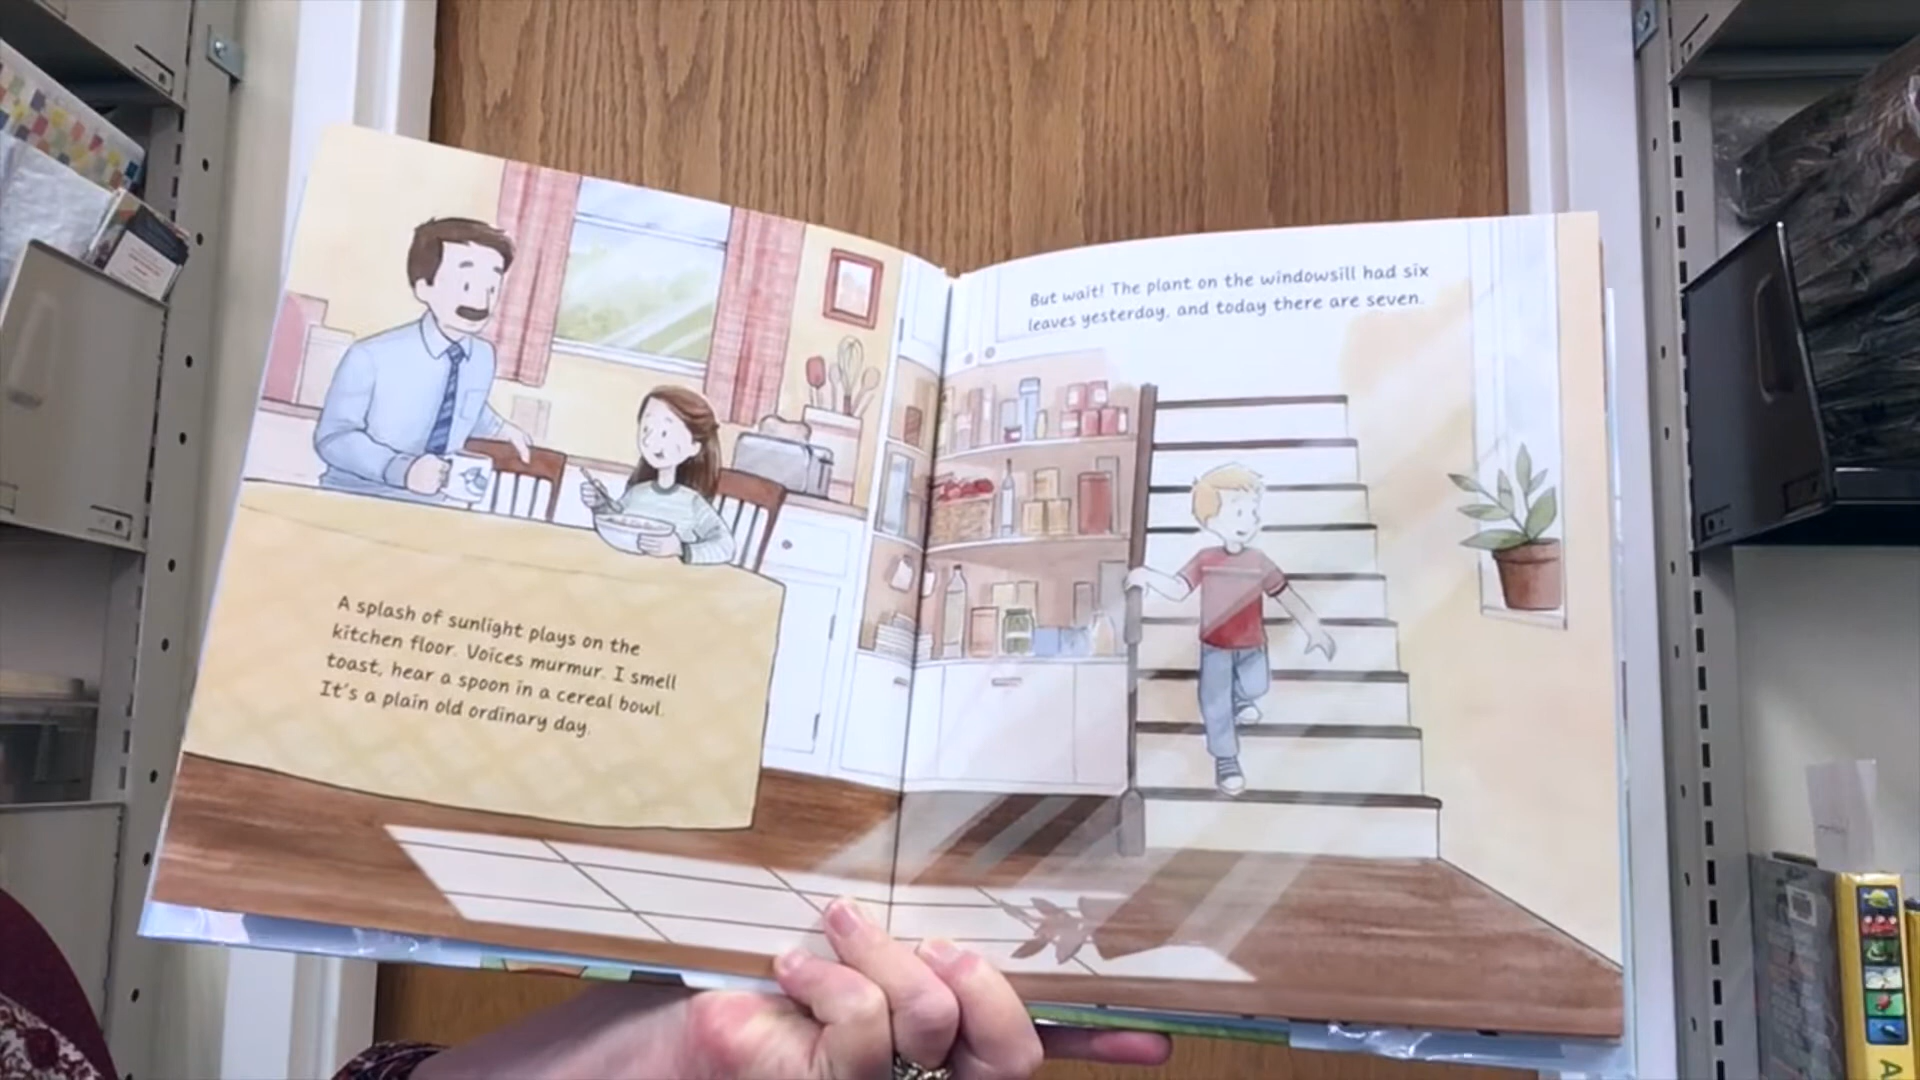 A splash of sunlight plays on the
kitchen floor. Voices murmur. I smell
toast, hear a spoon in a cereal bowl.
It's a plain old ordinary day.
But wait! The plant on the windowsill had six
leaves yesterday, and today there are seven.
A